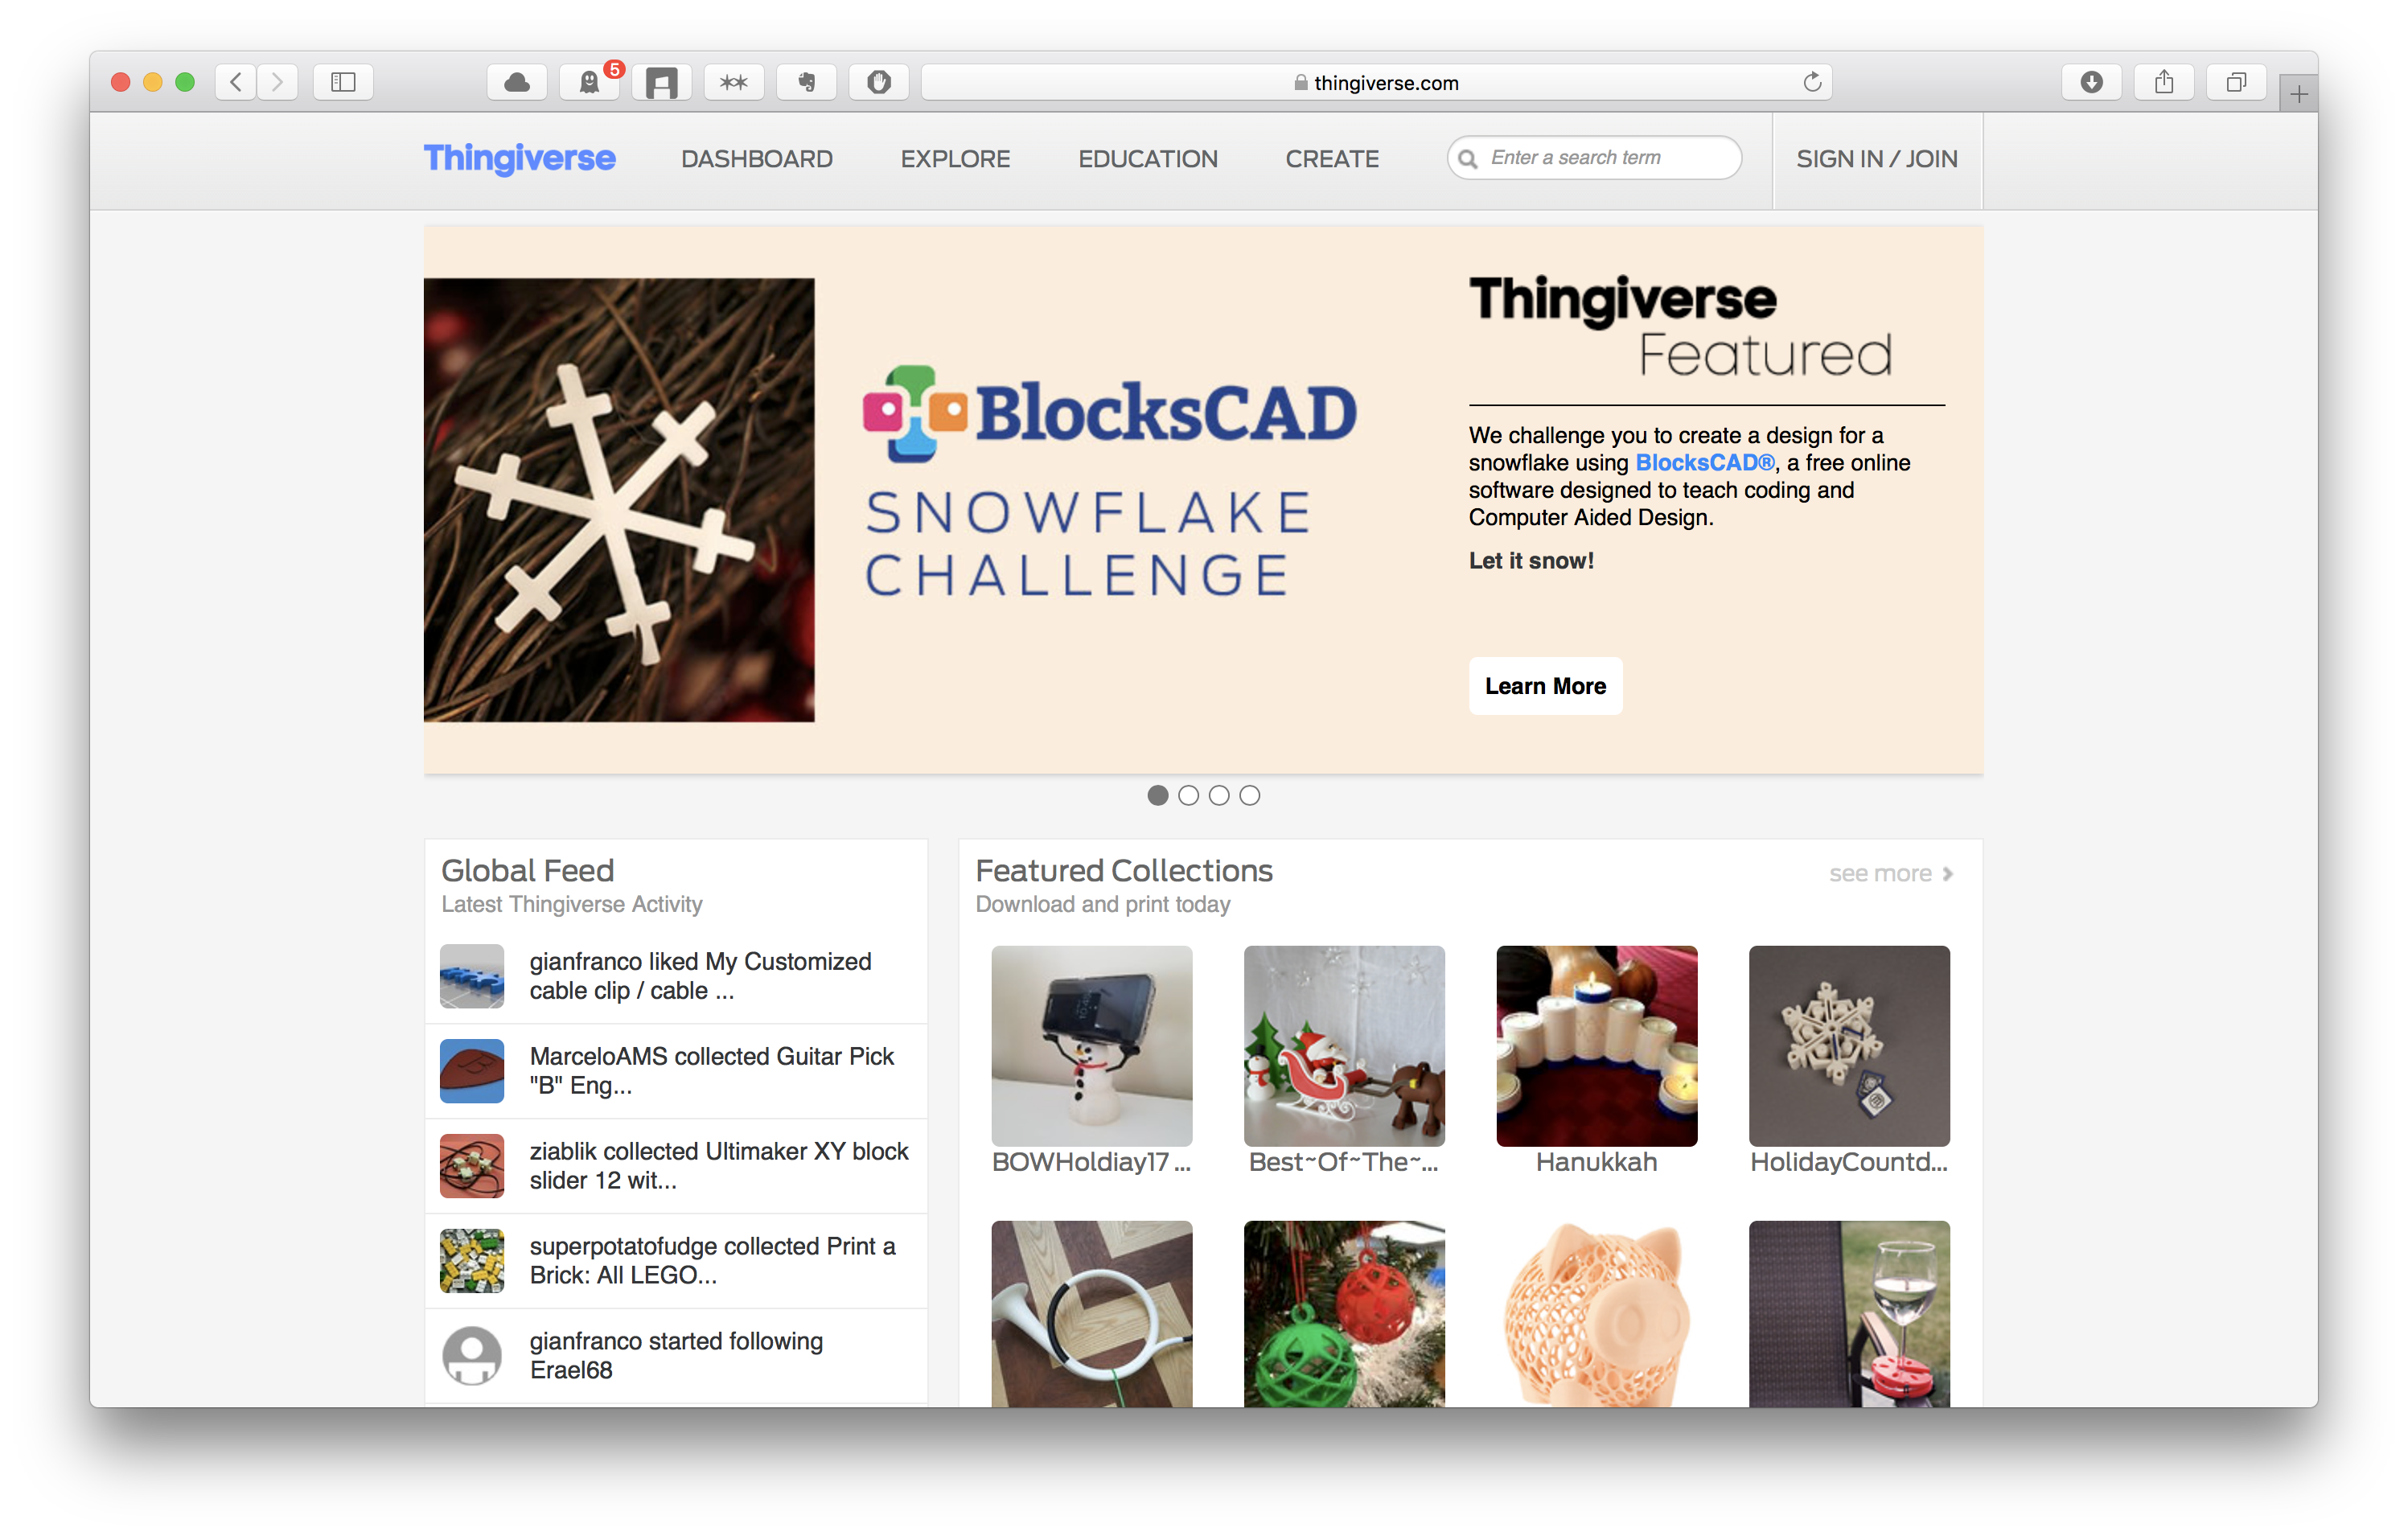 5
thingiverse.com
Thingiverse
DASHBOARD
EXPLORE
EDUCATION
CREATE
Enter a search term
SIGN IN / JOIN
BlocksCAD
SNOWFLAKE
CHALLENGE
Thingiverse
Featured
We challenge you to create a design for a
snowflake using BlocksCAD®, a free online
software designed to teach coding and
Computer Aided Design.
Let it snow!
Learn More
Global Feed
Latest Thingiverse Activity
gianfranco liked My Customized
cable clip / cable ...
MarceloAMS collected Guitar Pick
"B" Eng...
ziablik collected Ultimaker XY block
slider 12 wit...
superpotatofudge collected Print a
Brick: All LEGO...
gianfranco started following
Erael68
Featured Collections
see more
Download and print today
BOWHoldiay17 ...
Best~Of~The~...
Hanukkah
HolidayCountd...